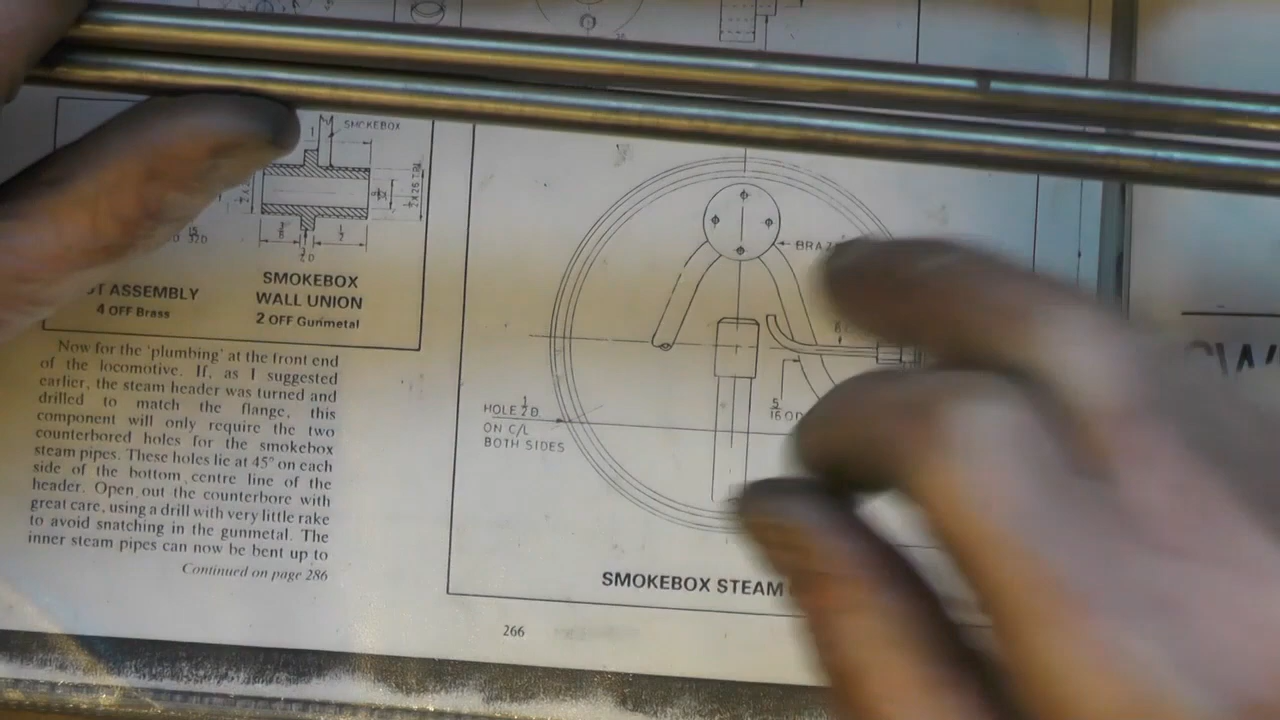 SMOKEBOX
SMOKEBOX
WALL UNION
2 OFF Gunmetal
ASSEMBLY
4 OFF Brass
Now for the 'plumbing' at the front end
of the locomotive. If, as I suggested
earlier, the steam header was turned and
drilled to match the flange, this
component will only require the two
counterbored holes for the smokebox
steam pipes. These holes lie at 45° on each
side of the bottom centre line of the
header. Open out the counterbore with
great care, using a drill with very little rake
to avoid snatching in the gunmetal. The
inner steam pipes can now be bent up to
Continued on page 286
HOLE 1/2 D.
ON C/L
BOTH SIDES
5/16 O.D.
SMOKEBOX STEAM
266